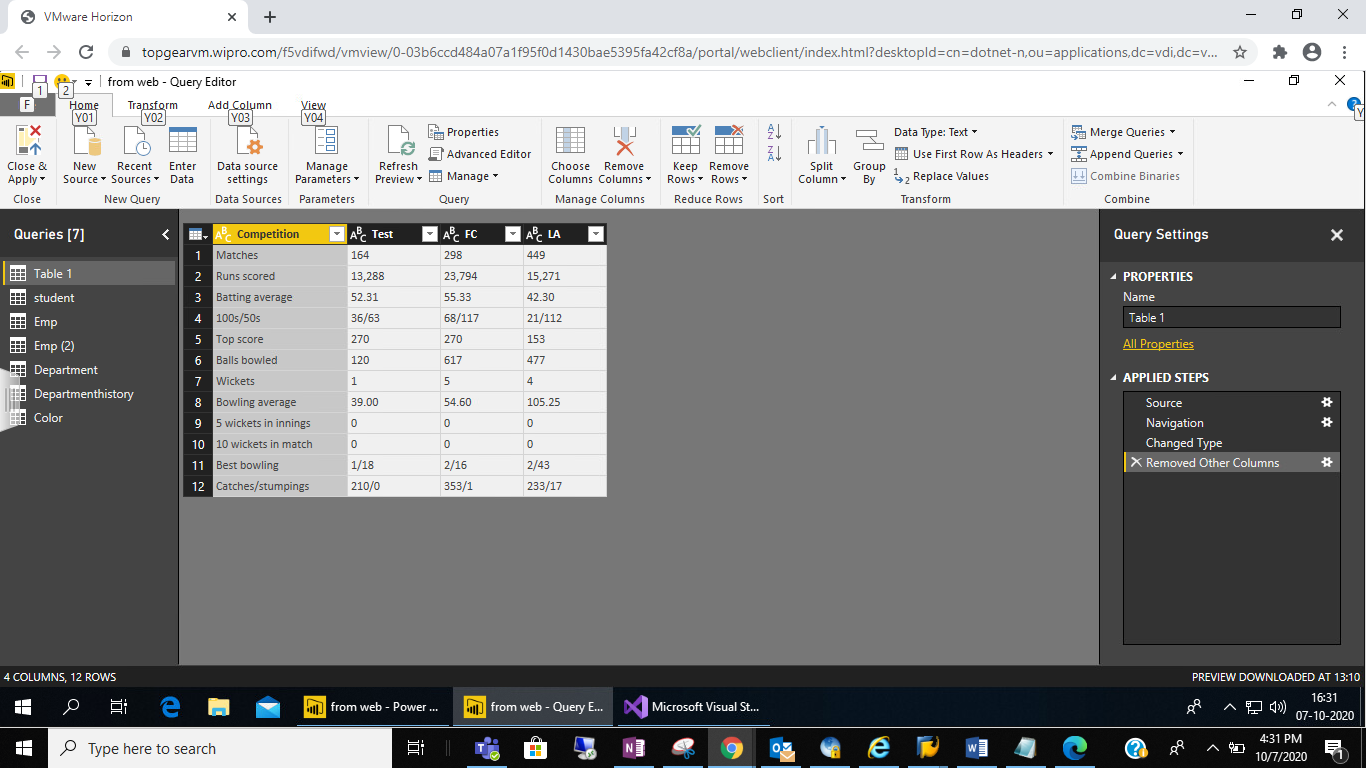 VMware Horizon
topgearvm.wipro.com/f5vdifwd/vmview/0-03b6ccd484a07a1f95f0d1430bae5395fa42cf8a/portal/webclient/index.html?desktopId=cn=dotnet-n,ou=applications,dc=vdi,dc=v...
1 2 from web - Query Editor
F Home Transform Add Column View
Y01 Y02 Y03 Y04 Y
Close & Apply New Source Recent Sources Enter Data Data source settings Manage Parameters Refresh Preview
Properties
Advanced Editor
Manage
Choose Columns Remove Columns Keep Rows Remove Rows Split Column Group By
Data Type: Text
Use First Row As Headers
Replace Values
Merge Queries
Append Queries
Combine Binaries
Close New Query Data Sources Parameters Query Manage Columns Reduce Rows Sort Transform Combine
Queries [7]
Table 1
student
Emp
Emp (2)
Department
Departmenthistory
Color
Competition Test FC LA
1 Matches 164 298 449
2 Runs scored 13,288 23,794 15,271
3 Batting average 52.31 55.33 42.30
4 100s/50s 36/63 68/117 21/112
5 Top score 270 270 153
6 Balls bowled 120 617 477
7 Wickets 1 5 4
8 Bowling average 39.00 54.60 105.25
9 5 wickets in innings 0 0 0
10 10 wickets in match 0 0 0
11 Best bowling 1/18 2/16 2/43
12 Catches/stumpings 210/0 353/1 233/17
Query Settings
PROPERTIES
Name
Table 1
All Properties
APPLIED STEPS
Source
Navigation
Changed Type
Removed Other Columns
4 COLUMNS, 12 ROWS PREVIEW DOWNLOADED AT 13:10
from web - Power ... from web - Query E... Microsoft Visual St...
16:31
07-10-2020
Type here to search
4:31 PM
10/7/2020
1